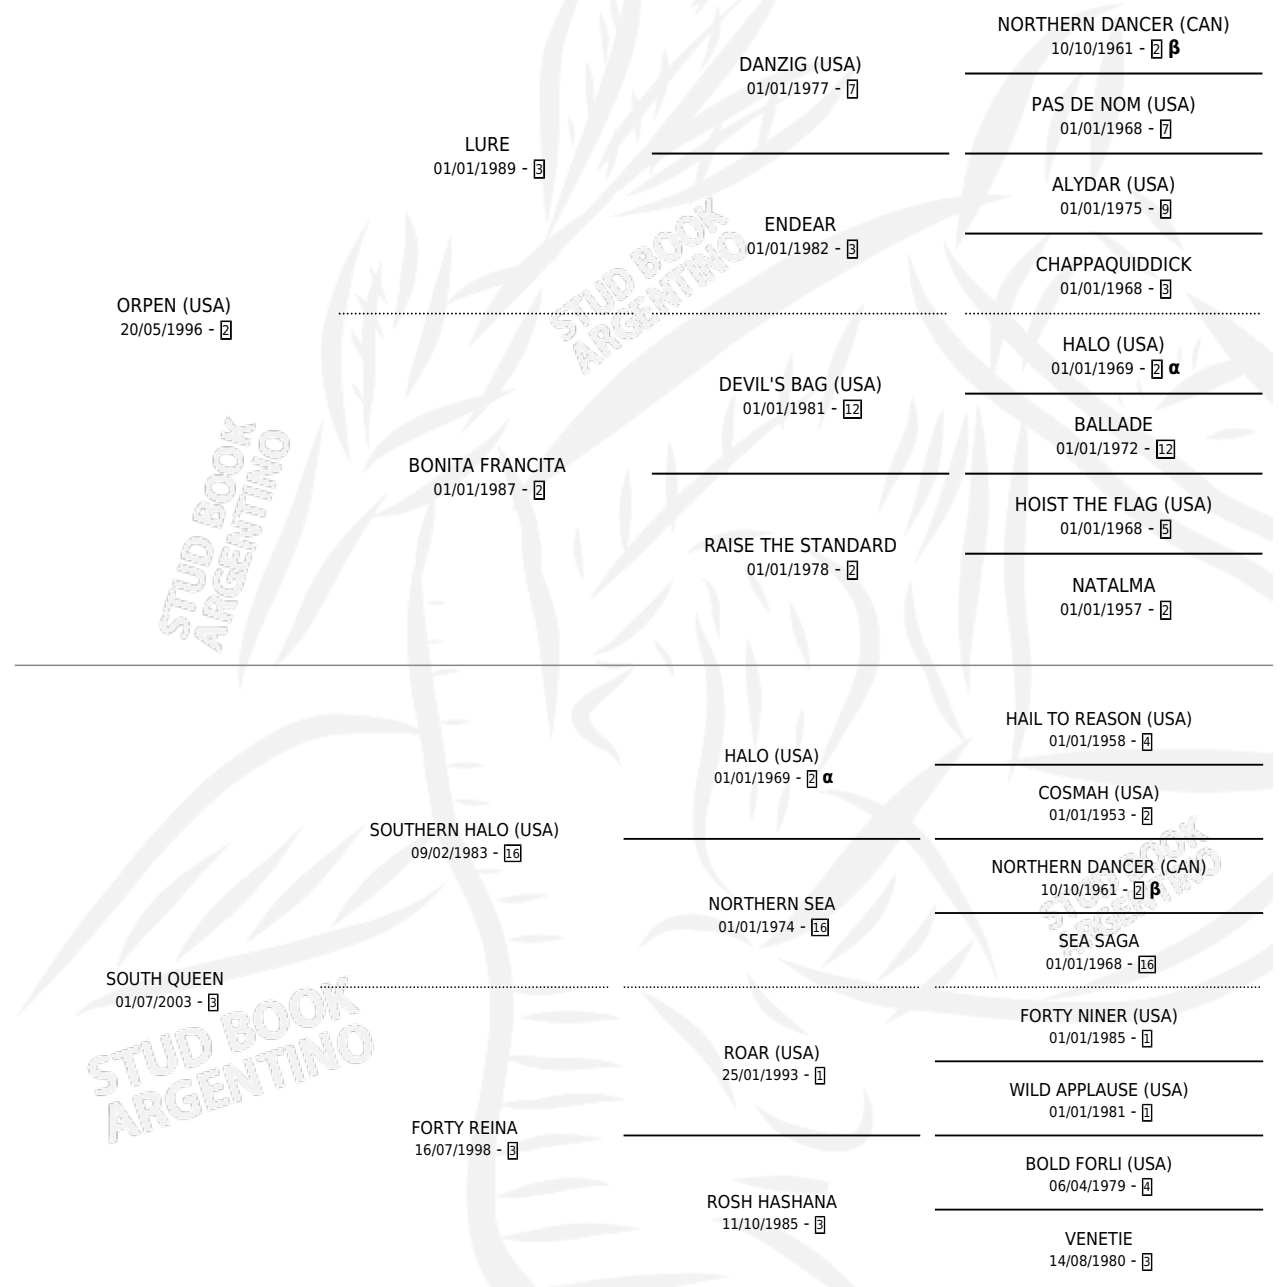 NORTHERN DANCER (CAN)
10/10/1961 - 2 β
DANZIG (USA)
01/01/1977 - 7
PAS DE NOM (USA)
01/01/1968 - 7
LURE
01/01/1989 - 3
ALYDAR (USA)
01/01/1975 - 9
ENDEAR
01/01/1982 - 3
CHAPPAQUIDDICK
01/01/1968 - 3
ORPEN (USA)
20/05/1996 - 2
HALO (USA)
01/01/1969 - 2 α
DEVIL'S BAG (USA)
01/01/1981 - 12
BALLADE
01/01/1972 - 12
BONITA FRANCITA
01/01/1987 - 2
HOIST THE FLAG (USA)
01/01/1968 - 5
RAISE THE STANDARD
01/01/1978 - 2
NATALMA
01/01/1957 - 2
STUD BOOK
ARGENTINO
STUD BOOK
ARGENTINO
HAIL TO REASON (USA)
01/01/1958 - 4
HALO (USA)
01/01/1969 - 2 α
COSMAH (USA)
01/01/1953 - 2
SOUTHERN HALO (USA)
09/02/1983 - 16
NORTHERN DANCER (CAN)
10/10/1961 - 2 β
NORTHERN SEA
01/01/1974 - 16
SEA SAGA
01/01/1968 - 16
SOUTH QUEEN
01/07/2003 - 3
FORTY NINER (USA)
01/01/1985 - 1
ROAR (USA)
25/01/1993 - 1
WILD APPLAUSE (USA)
01/01/1981 - 1
FORTY REINA
16/07/1998 - 3
BOLD FORLI (USA)
06/04/1979 - 4
ROSH HASHANA
11/10/1985 - 3
VENETIE
14/08/1980 - 3
STUD BOOK
ARGENTINO
STUD BOOK
ARGENTINO